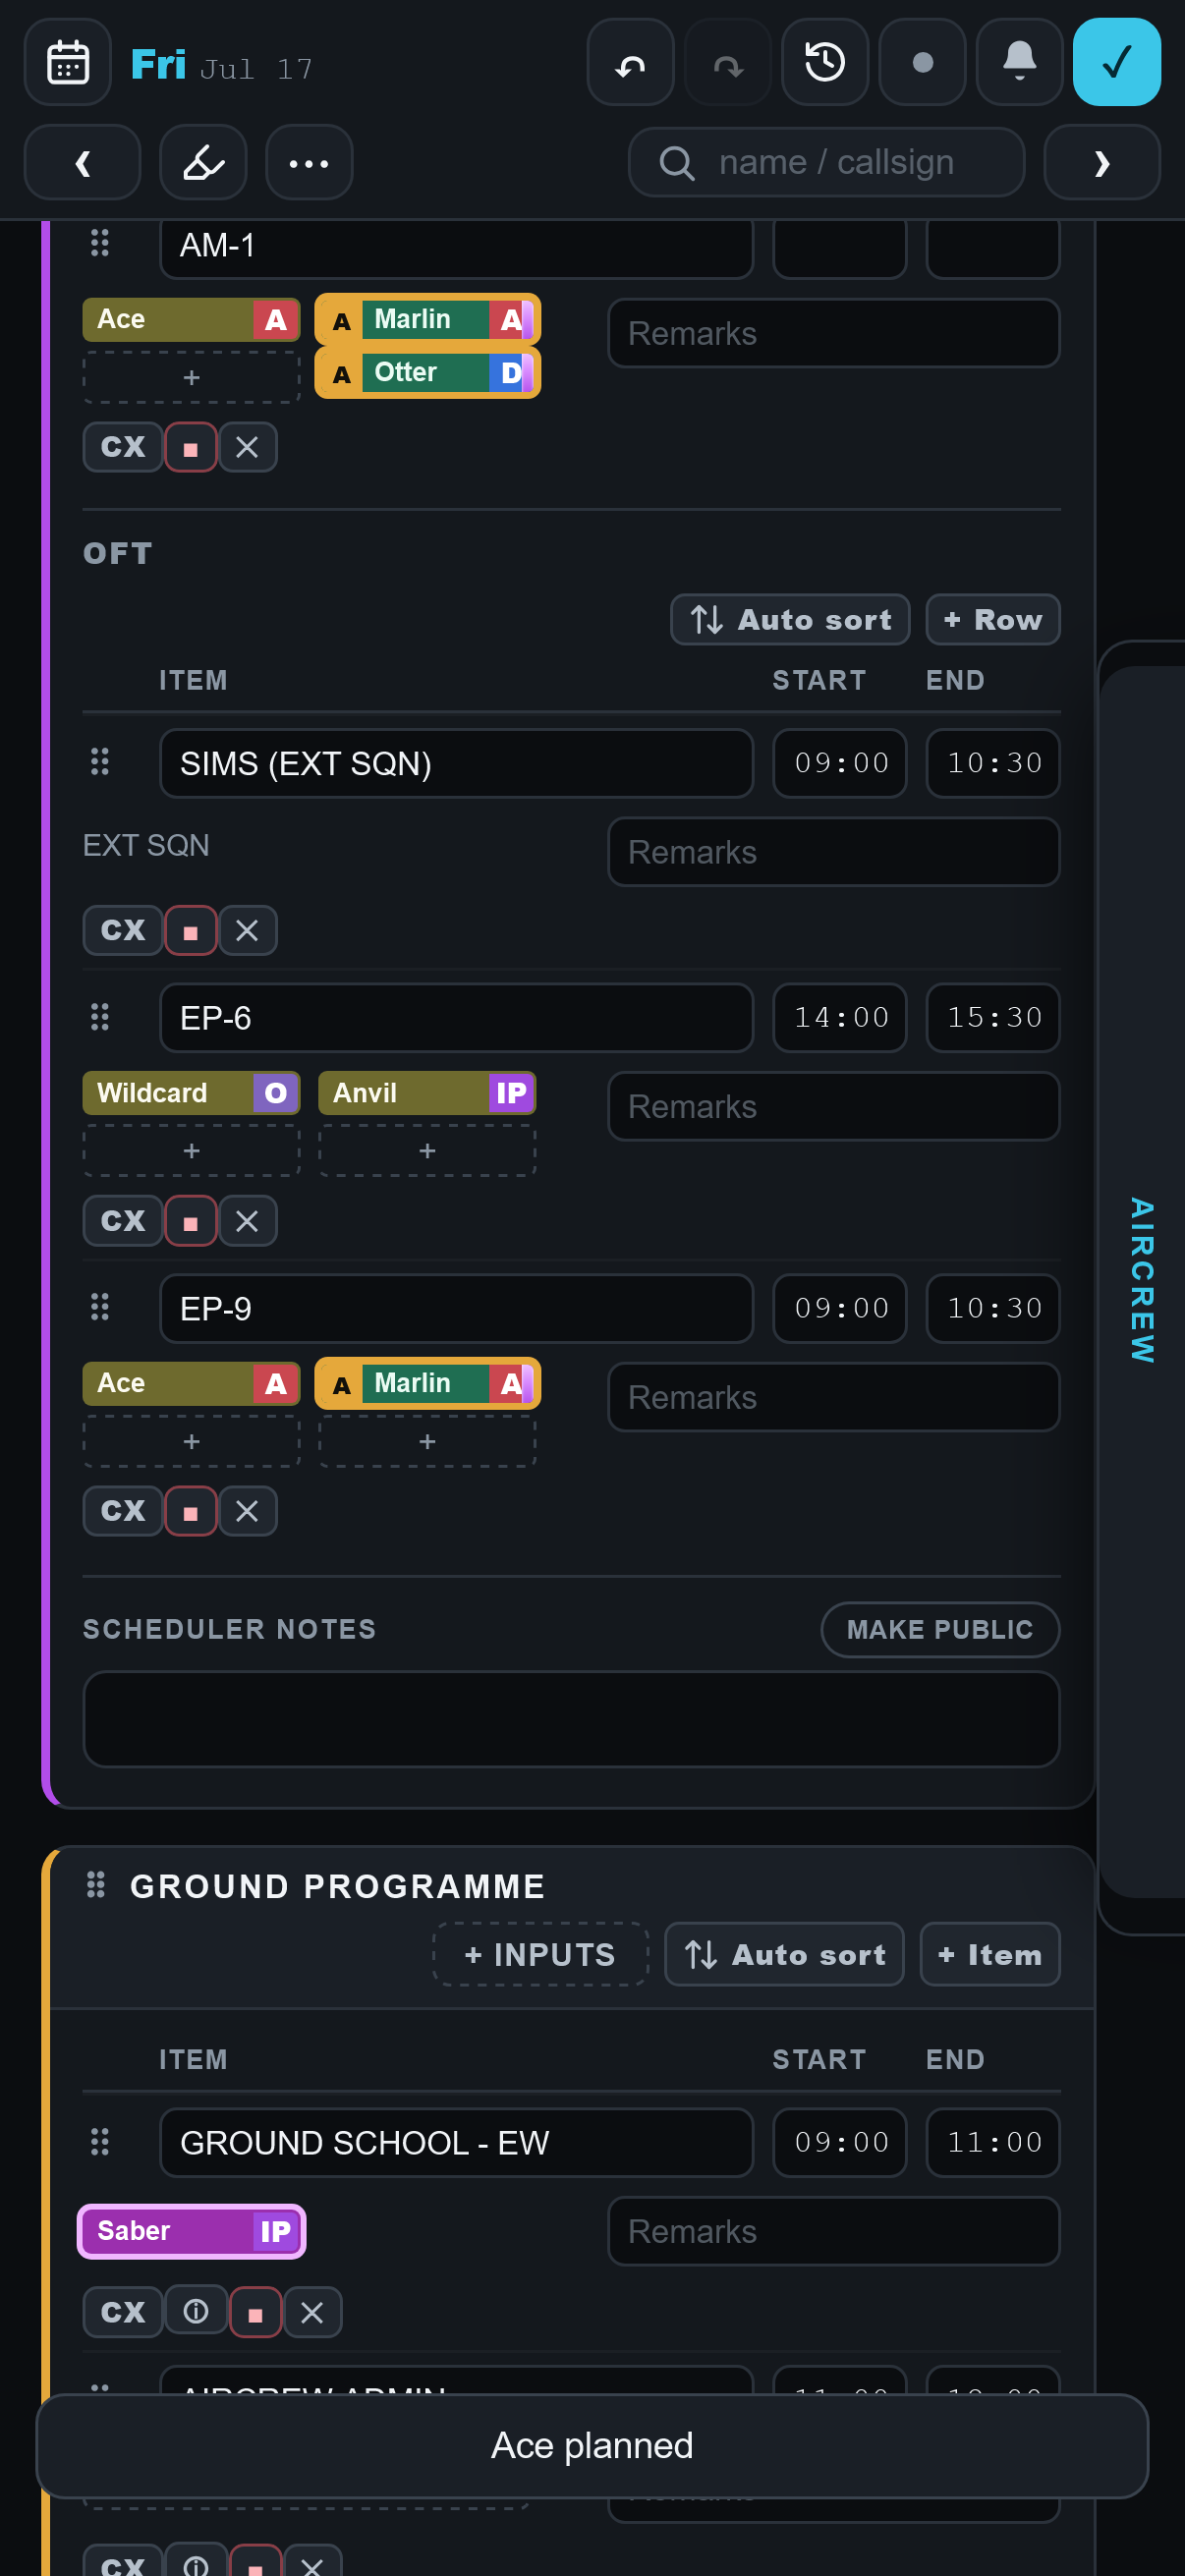 Fri Jul 17
name / callsign
AM-1
Ace A A Marlin A Remarks
+ A Otter D
CX
OFT
Auto sort + Row
ITEM START END
SIMS (EXT SQN) 09:00 10:30
EXT SQN Remarks
CX
EP-6 14:00 15:30
Wildcard O Anvil IP Remarks
+ +
CX
EP-9 09:00 10:30
Ace A A Marlin A Remarks
+ +
CX
AIRCREW
SCHEDULER NOTES MAKE PUBLIC
GROUND PROGRAMME
+ INPUTS Auto sort + Item
ITEM START END
GROUND SCHOOL - EW 09:00 11:00
Saber IP Remarks
CX
AIRCREW ADMIN
Ace planned
CX